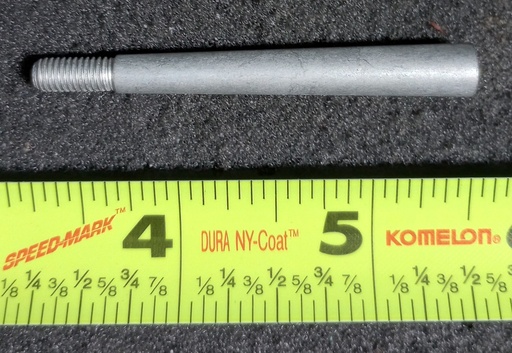 SPEED-MARK™ 4 DURA NY-Coat™ 5 KOMELON®
1/8 1/4 3/8 1/2 5/8 3/4 7/8 1/8 1/4 3/8 1/2 5/8 3/4 7/8 1/8 1/4 3/8 1/2 5/8